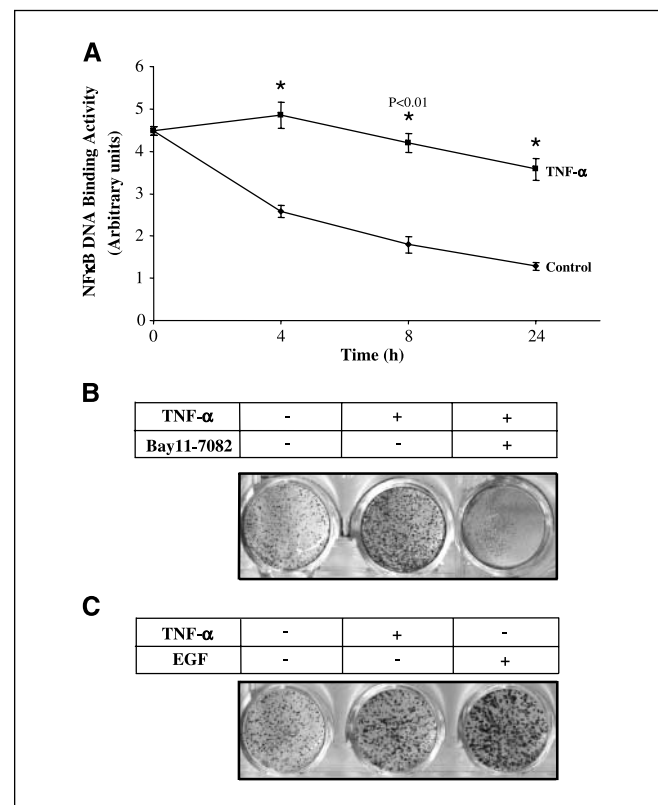 A
NFκB DNA Binding Activity
(Arbitrary units)
6
5
4
3
2
1
0
*
P<0.01
*
*
TNF-α
Control
0
4
8
24
Time (h)
B
TNF-α - + +
Bay11-7082 - - +
C
TNF-α - + -
EGF - - +